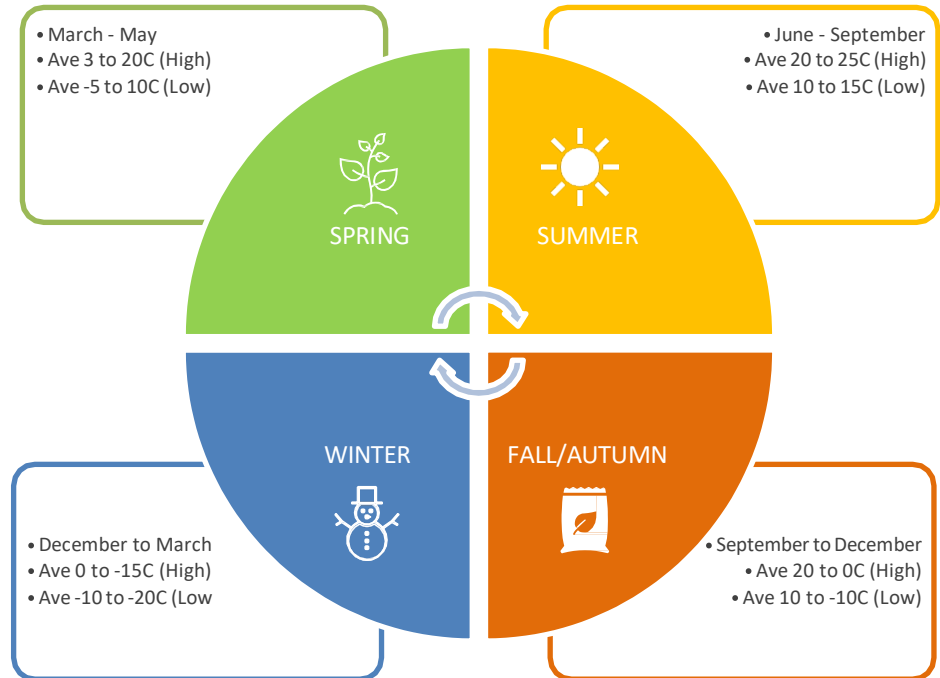 • March - May
• Ave 3 to 20C (High)
• Ave -5 to 10C (Low)
• June - September
• Ave 20 to 25C (High)
• Ave 10 to 15C (Low)
SPRING
SUMMER
WINTER
FALL/AUTUMN
• December to March
• Ave 0 to -15C (High)
• Ave -10 to -20C (Low
• September to December
• Ave 20 to 0C (High)
• Ave 10 to -10C (Low)